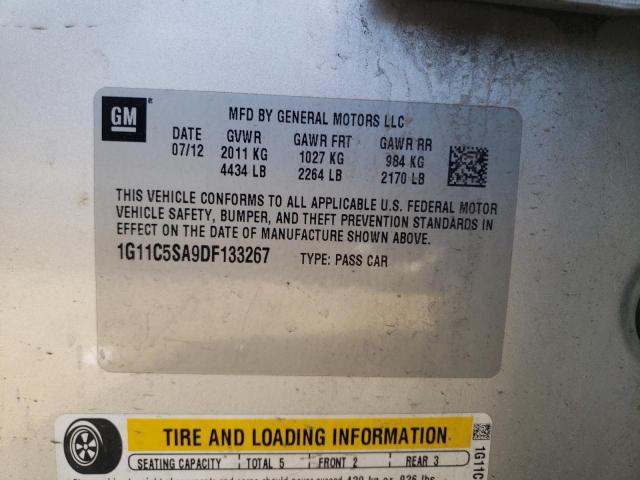 GM
MFD BY GENERAL MOTORS LLC
DATE GVWR GAWR FRT GAWR RR
07/12 2011 KG 1027 KG 984 KG
4434 LB 2264 LB 2170 LB
THIS VEHICLE CONFORMS TO ALL APPLICABLE U.S. FEDERAL MOTOR
VEHICLE SAFETY, BUMPER, AND THEFT PREVENTION STANDARDS IN
EFFECT ON THE DATE OF MANUFACTURE SHOWN ABOVE.
1G11C5SA9DF133267 TYPE: PASS CAR
TIRE AND LOADING INFORMATION
SEATING CAPACITY TOTAL 5 FRONT 2 REAR 3
1G11C